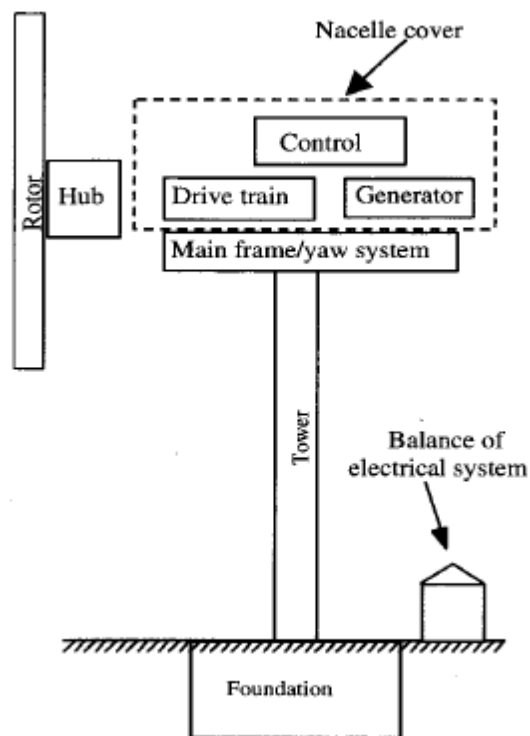 Nacelle cover
Control
Rotor
Hub
Drive train
Generator
Main frame/yaw system
Tower
Balance of
electrical system
Foundation